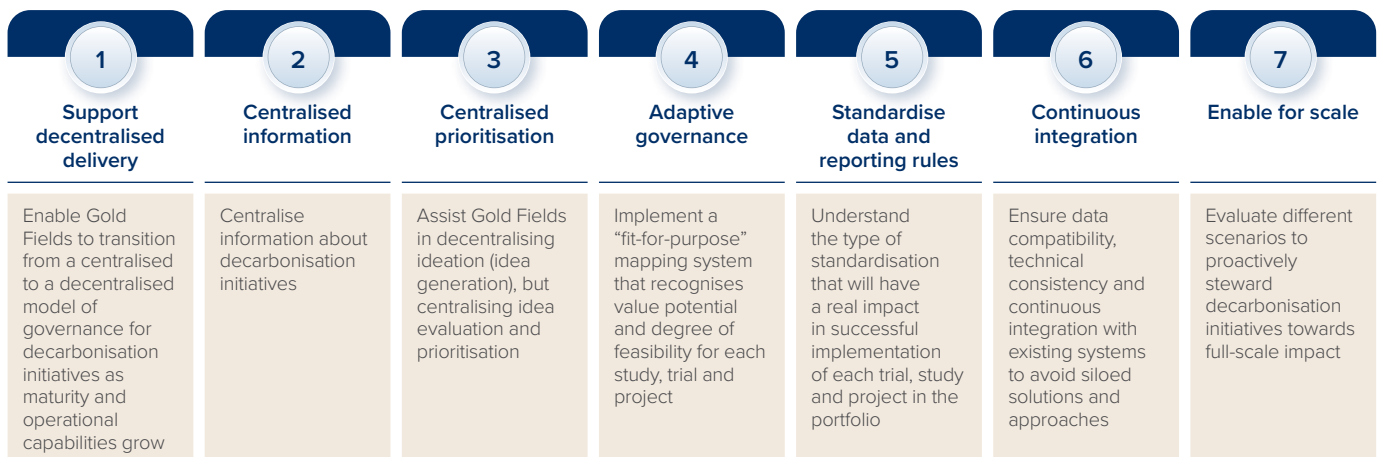 1
Support
decentralised
delivery
Enable Gold
Fields to transition
from a centralised
to a decentralised
model of
governance for
decarbonisation
initiatives as
maturity and
operational
capabilities grow
2
Centralised
information
Centralise
information about
decarbonisation
initiatives
3
Centralised
prioritisation
Assist Gold Fields
in decentralising
ideation (idea
generation), but
centralising idea
evaluation and
prioritisation
4
Adaptive
governance
Implement a
“fit-for-purpose”
mapping system
that recognises
value potential
and degree of
feasibility for each
study, trial and
project
5
Standardise
data and
reporting rules
Understand
the type of
standardisation
that will have
a real impact
in successful
implementation
of each trial, study
and project in the
portfolio
6
Continuous
integration
Ensure data
compatibility,
technical
consistency and
continuous
integration with
existing systems
to avoid siloed
solutions and
approaches
7
Enable for scale
Evaluate different
scenarios to
proactively
steward
decarbonisation
initiatives towards
full-scale impact